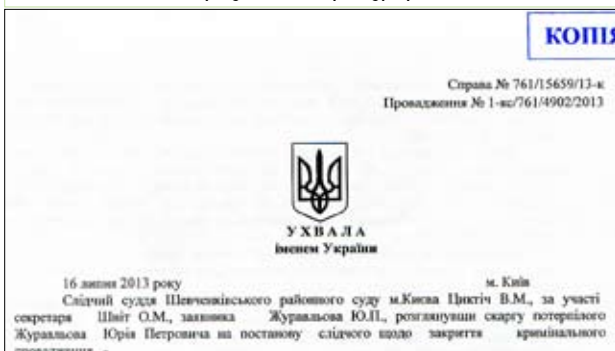 КОПІЯ
Справа № 761/15659/13-к
Провадження № 1-кс/761/4902/2013
УХВАЛА
іменем України
16 липня 2013 року м. Київ
Слідчий суддя Шевченківського районного суду м.Києва Циктіч В.М., за участі
секретаря Шніт О.М., заявника Журавльова Ю.П., розглянувши скаргу потерпілого
Журавльова Юрія Петровича на постанову слідчого щодо закриття кримінального